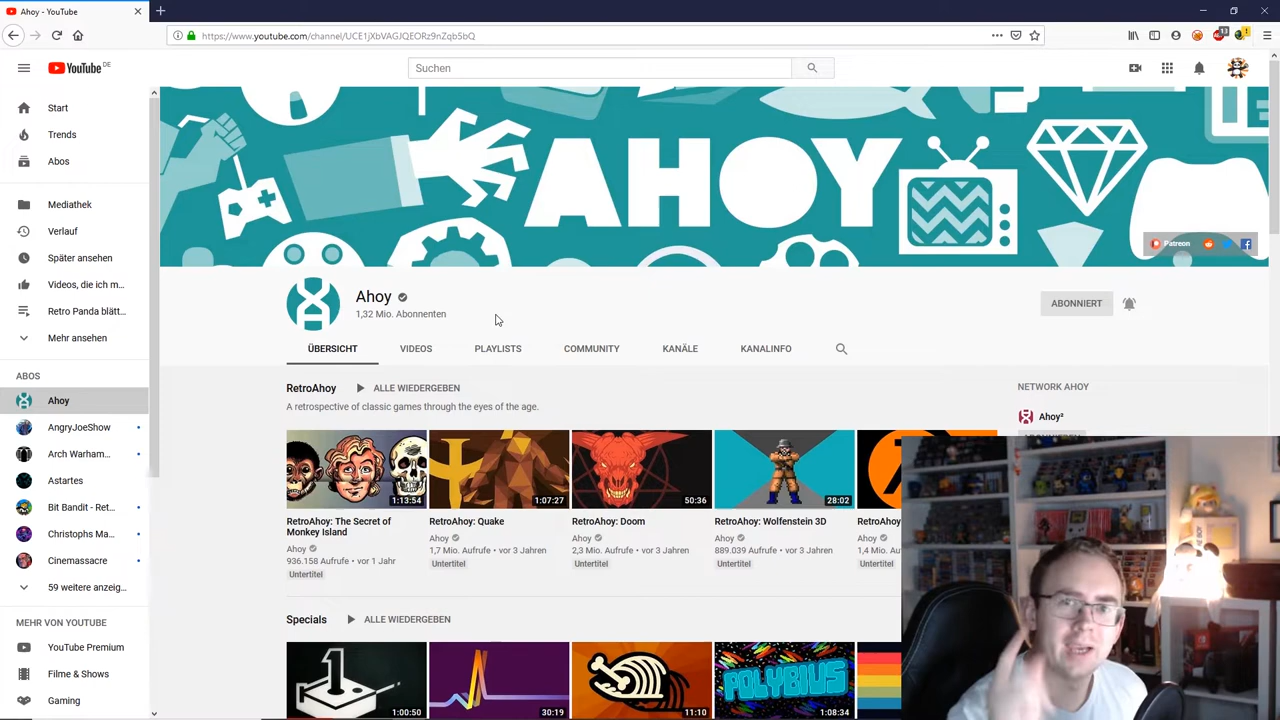 Ahoy - YouTube
https://www.youtube.com/channel/UCE1jXbVAGJQEORz9nZqb5bQ
13
YouTube DE
Suchen
Start
Trends
Abos
Mediathek
Verlauf
Später ansehen
Videos, die ich m...
Retro Panda blätt...
Mehr ansehen
ABOS
Ahoy
AngryJoeShow
Arch Warham...
Astartes
Bit Bandit - Ret...
Christophs Ma...
Cinemassacre
59 weitere anzeig...
MEHR VON YOUTUBE
YouTube Premium
Filme & Shows
Gaming
AHOY
Patreon
Ahoy
1,32 Mio. Abonnenten
ABONNIERT
ÜBERSICHT
VIDEOS
PLAYLISTS
COMMUNITY
KANÄLE
KANALINFO
RetroAhoy
ALLE WIEDERGEBEN
A retrospective of classic games through the eyes of the age.
NETWORK AHOY
Ahoy²
1:13:54
1:07:27
50:36
28:02
RetroAhoy: The Secret of
Monkey Island
Ahoy
936.158 Aufrufe • vor 1 Jahr
Untertitel
RetroAhoy: Quake
Ahoy
1,7 Mio. Aufrufe • vor 3 Jahren
Untertitel
RetroAhoy: Doom
Ahoy
2,3 Mio. Aufrufe • vor 3 Jahren
Untertitel
RetroAhoy: Wolfenstein 3D
Ahoy
889.039 Aufrufe • vor 3 Jahren
Untertitel
RetroAhoy
Ahoy
1,4 Mio. A
Untertitel
Specials
ALLE WIEDERGEBEN
1
1:00:50
30:19
11:10
POLYBIUS
1:08:34